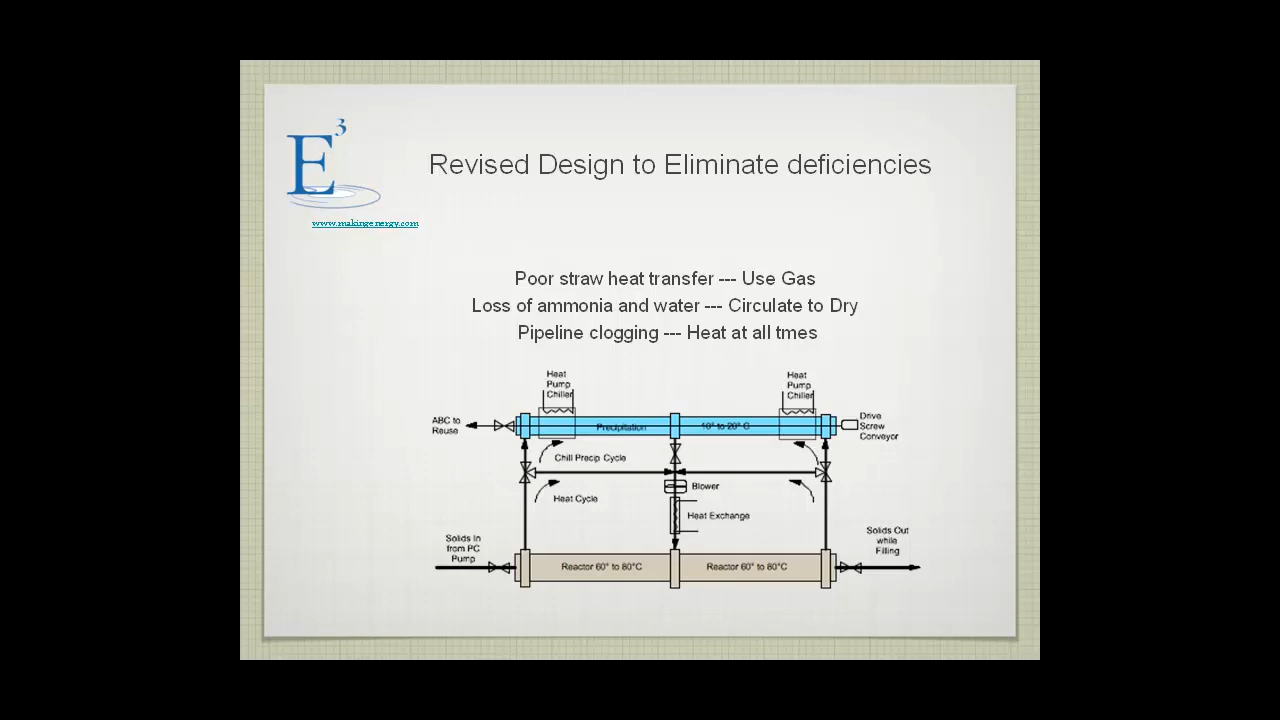 E3
www.makingenergy.com
Revised Design to Eliminate deficiencies
Poor straw heat transfer --- Use Gas
Loss of ammonia and water --- Circulate to Dry
Pipeline clogging --- Heat at all tmes
Heat
Pump
Chiller
Heat
Pump
Chiller
ABC to
Reuse
Precipitation
10° to 20° C
Drive
Screw
Conveyor
Chill Precip Cycle
Heat Cycle
Blower
Heat Exchange
Solids In
from PC
Pump
Reactor 60° to 80°C
Reactor 60° to 80°C
Solids Out
while
Filling